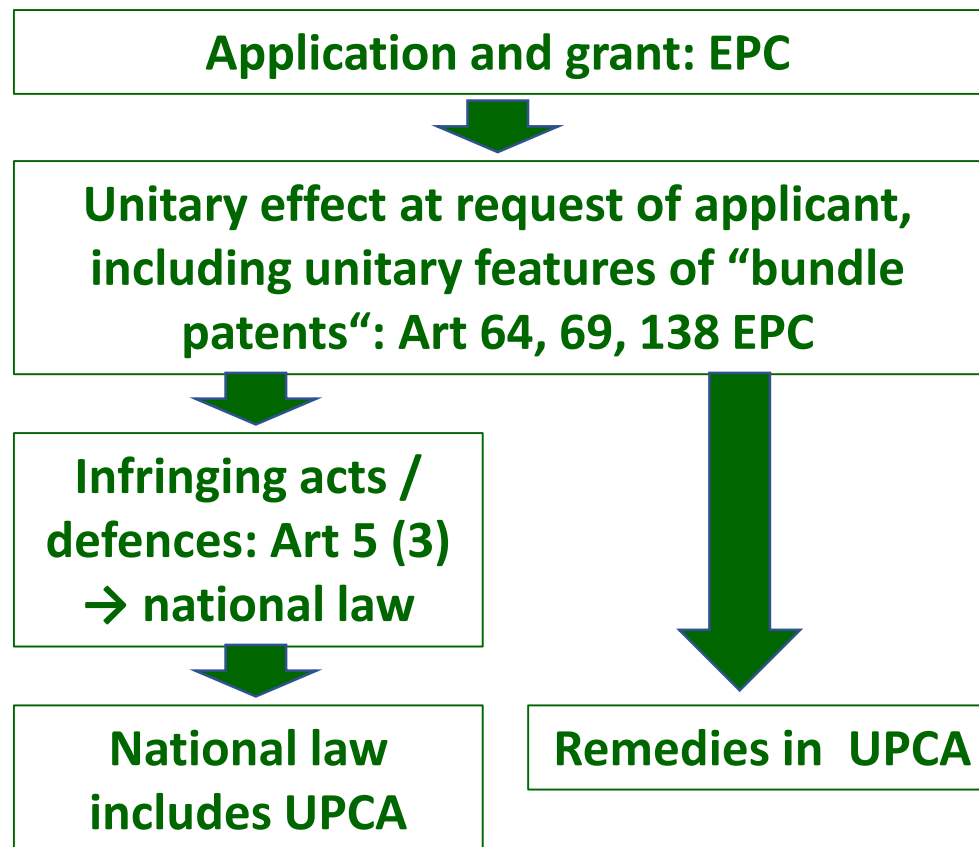 Application and grant: EPC
Unitary effect at request of applicant,
including unitary features of “bundle
patents“: Art 64, 69, 138 EPC
Infringing acts /
defences: Art 5 (3)
→ national law
National law
includes UPCA
Remedies in UPCA